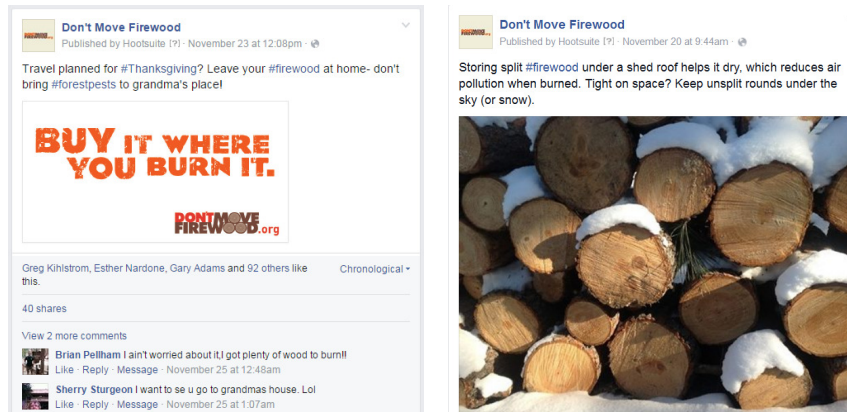 Don't Move Firewood
Published by Hootsuite [?] · November 23 at 12:08pm ·
Travel planned for #Thanksgiving? Leave your #firewood at home- don't
bring #forestpests to grandma's place!
BUY IT WHERE
YOU BURN IT.
DONT MOVE
FIREWOOD.org
Greg Kihlstrom, Esther Nardone, Gary Adams and 92 others like
this.
Chronological
40 shares
View 2 more comments
Brian Pellham I ain't worried about it,I got plenty of wood to burn!!
Like · Reply · Message · November 25 at 12:48am
Sherry Sturgeon I want to se u go to grandmas house. Lol
Like · Reply · Message · November 25 at 1:07am
Don't Move Firewood
Published by Hootsuite [?] · November 20 at 9:44am ·
Storing split #firewood under a shed roof helps it dry, which reduces air
pollution when burned. Tight on space? Keep unsplit rounds under the
sky (or snow).